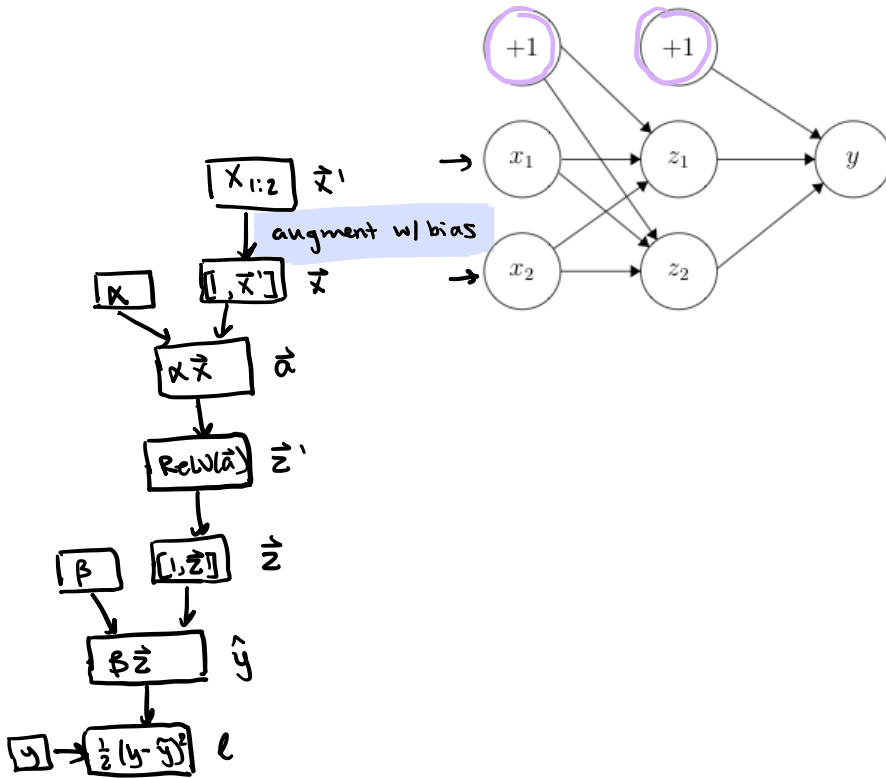 +1
+1
x₁
z₁
y
x₂
z₂
X₁:₂
x⃗'
augment w/ bias
α
[1, x⃗']
x⃗
αx⃗
a⃗
ReLU(a⃗)
z⃗'
β
[1, z⃗']
z⃗
βz⃗
ŷ
y
½(y-ŷ)²
ℓ